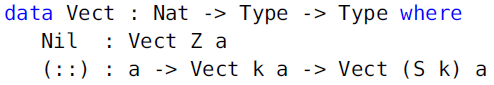 data Vect : Nat -> Type -> Type where
   Nil  : Vect Z a
   (::) : a -> Vect k a -> Vect (S k) a